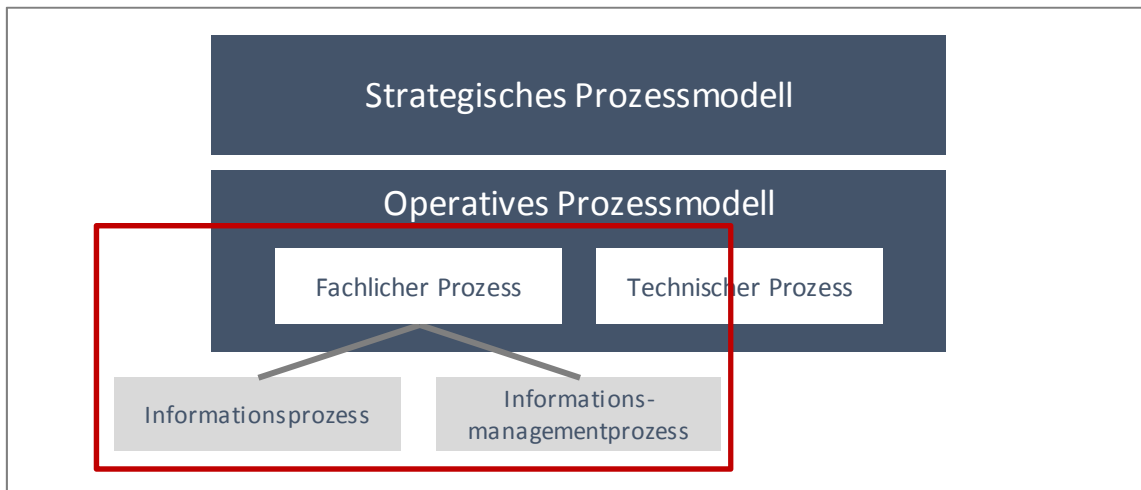 Strategisches Prozessmodell
Operatives Prozessmodell
Fachlicher Prozess
Technischer Prozess
Informationsprozess
Informations-
managementprozess